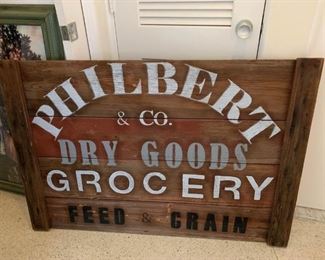 PHILBERT
& CO.
DRY GOODS
GROCERY
FEED & GRAIN